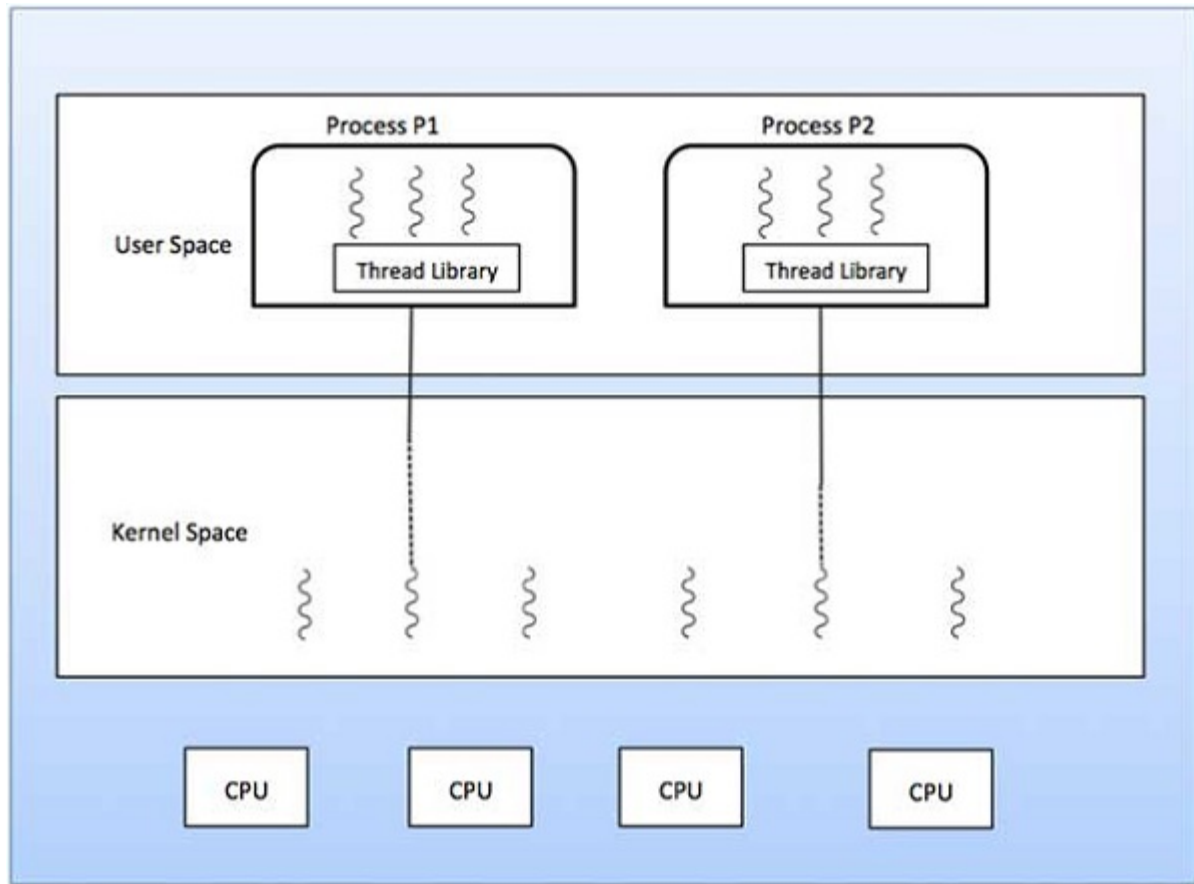 Process P1
Process P2
User Space
Thread Library
Thread Library
Kernel Space
CPU
CPU
CPU
CPU